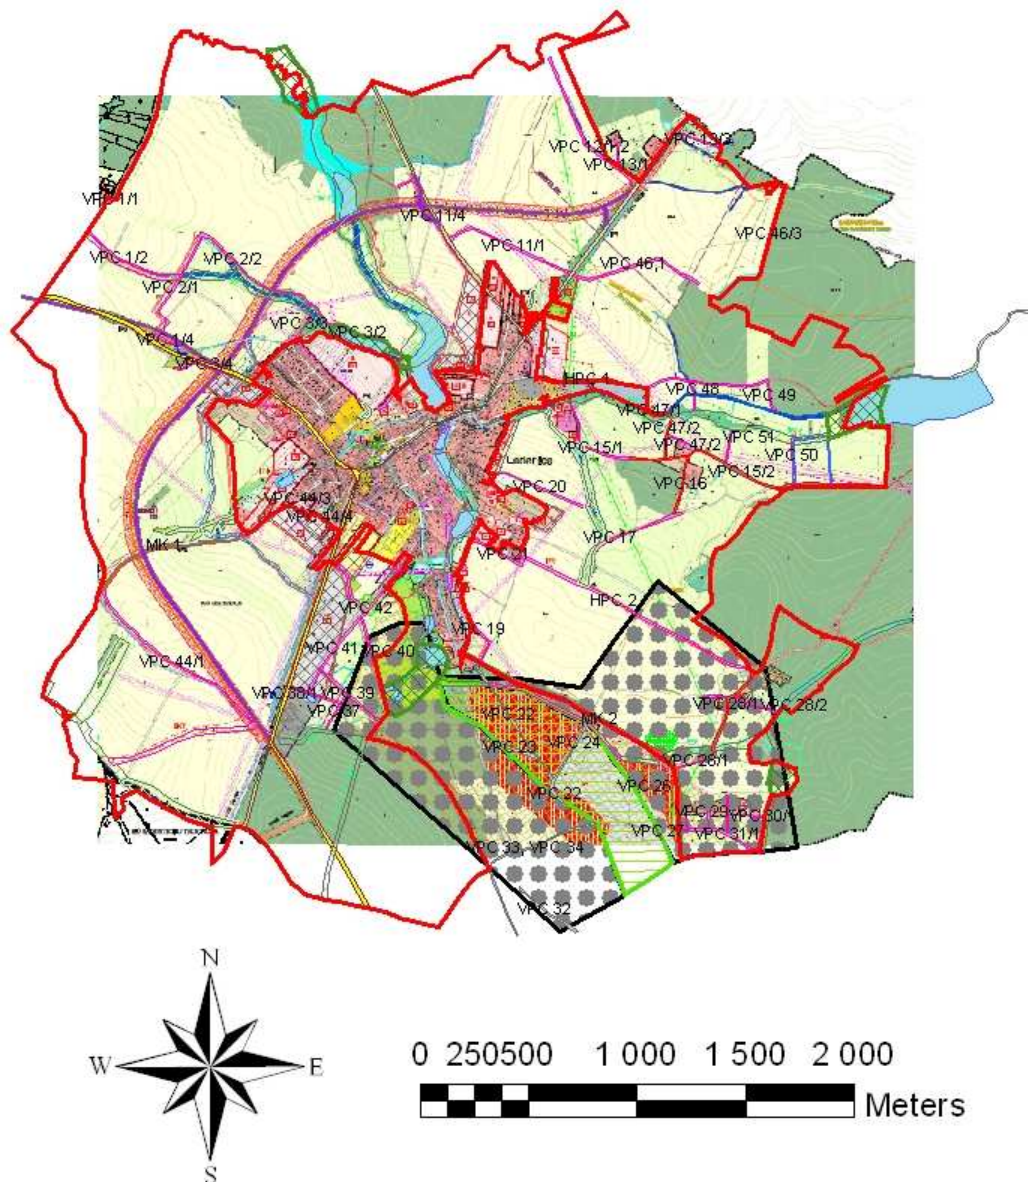 VPC 12/1,2
VPC 13/2
VPC 13/1
VPC 1/1
VPC 11/4
VPC 46/3
VPC 11/1
VPC 1/2
VPC 2/2
VPC 46,1
VPC 2/1
VPC 3/3
VPC 3/2
VPC 1/4
VPC 3/4
HPC 1
VPC 48
VPC 49
VPC 47/1
VPC 47/2
VPC 51
VPC 15/1
VPC 47/2
VPC 50
VPC 15/2
VPC 16
VPC 20
VPC 44/3
VPC 44/4
VPC 17
MK 1
VPC 21
HPC 2
VPC 42
VPC 19
VPC 41
VPC 40
VPC 44/1
VPC 38/1
VPC 39
VPC 37
VPC 28/1
VPC 28/2
VPC 22
MK 2
VPC 23
VPC 24
VPC 28/1
VPC 22
VPC 26
VPC 30/1
VPC 27
VPC 31/1
VPC 33, VPC 34
VPC 32
N
W
E
S
0 250500 1 000 1 500 2 000
Meters